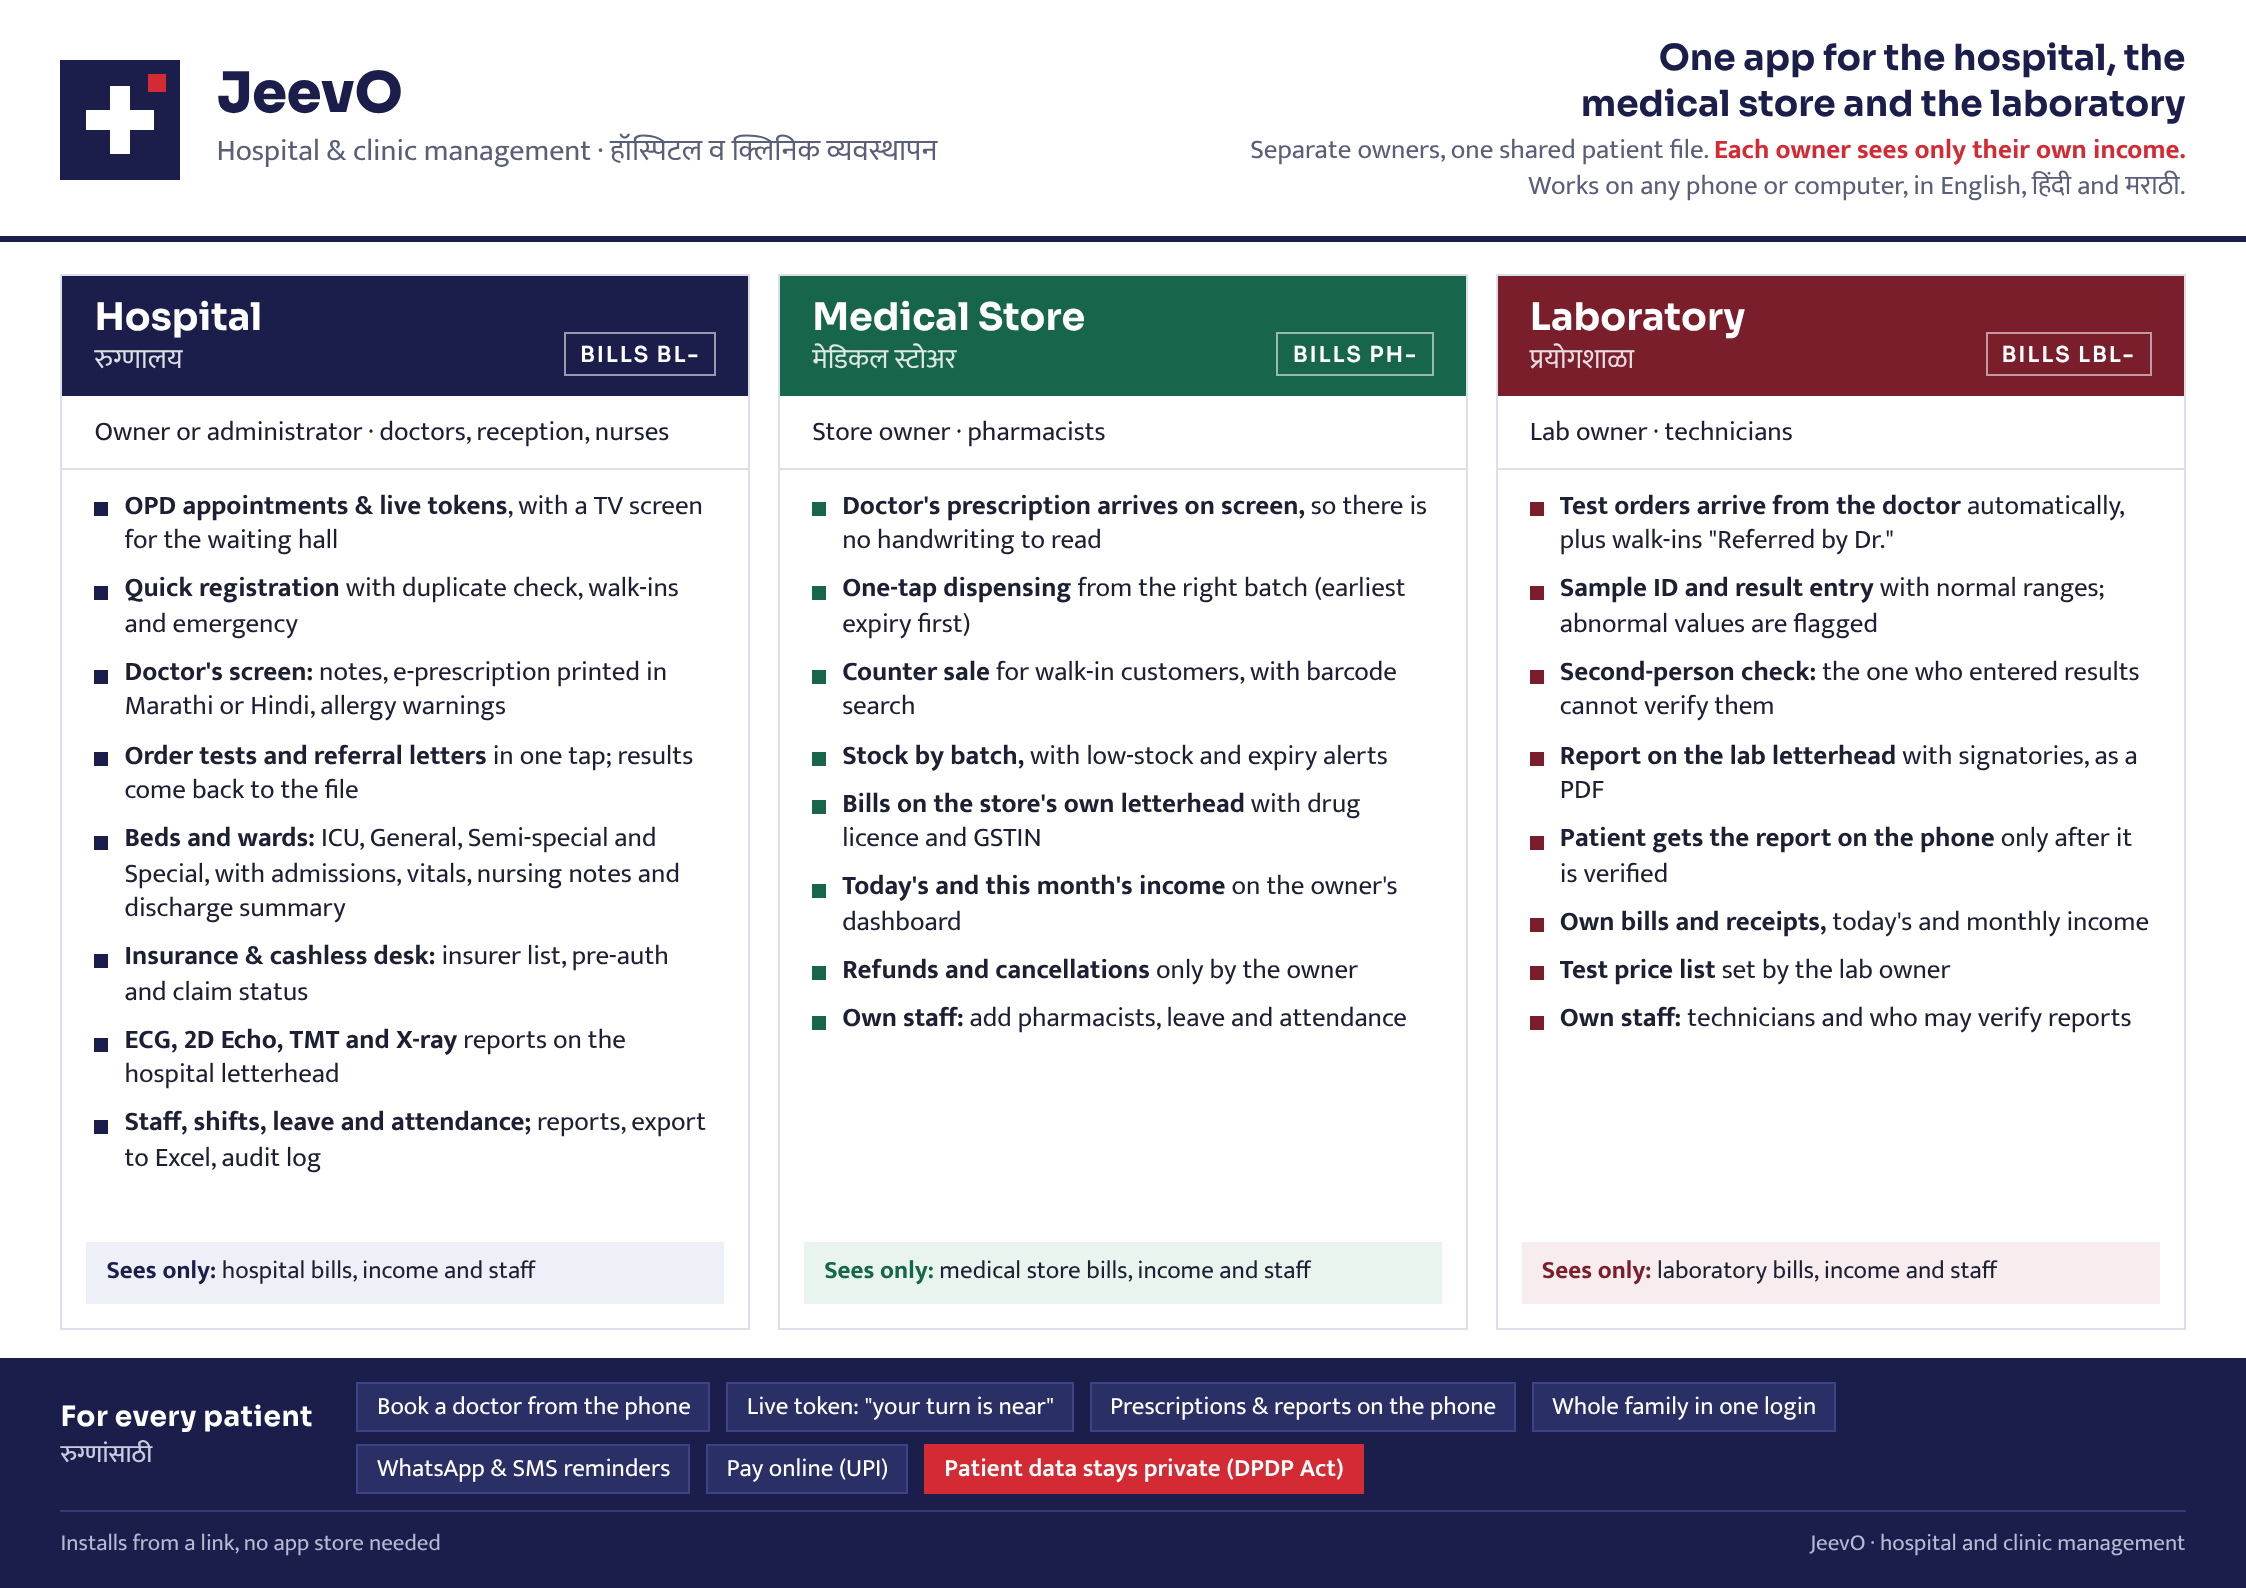 JeevO
Hospital & clinic management · हॉस्पिटल व क्लिनिक व्यवस्थापन
One app for the hospital, the
medical store and the laboratory
Separate owners, one shared patient file. Each owner sees only their own income.
Works on any phone or computer, in English, हिंदी and मराठी.
Hospital
रुग्णालय
BILLS BL-
Owner or administrator · doctors, reception, nurses
OPD appointments & live tokens, with a TV screen
for the waiting hall
Quick registration with duplicate check, walk-ins
and emergency
Doctor's screen: notes, e-prescription printed in
Marathi or Hindi, allergy warnings
Order tests and referral letters in one tap; results
come back to the file
Beds and wards: ICU, General, Semi-special and
Special, with admissions, vitals, nursing notes and
discharge summary
Insurance & cashless desk: insurer list, pre-auth
and claim status
ECG, 2D Echo, TMT and X-ray reports on the
hospital letterhead
Staff, shifts, leave and attendance; reports, export
to Excel, audit log
Sees only: hospital bills, income and staff
Medical Store
मेडिकल स्टोअर
BILLS PH-
Store owner · pharmacists
Doctor's prescription arrives on screen, so there is
no handwriting to read
One-tap dispensing from the right batch (earliest
expiry first)
Counter sale for walk-in customers, with barcode
search
Stock by batch, with low-stock and expiry alerts
Bills on the store's own letterhead with drug
licence and GSTIN
Today's and this month's income on the owner's
dashboard
Refunds and cancellations only by the owner
Own staff: add pharmacists, leave and attendance
Sees only: medical store bills, income and staff
Laboratory
प्रयोगशाळा
BILLS LBL-
Lab owner · technicians
Test orders arrive from the doctor automatically,
plus walk-ins "Referred by Dr."
Sample ID and result entry with normal ranges;
abnormal values are flagged
Second-person check: the one who entered results
cannot verify them
Report on the lab letterhead with signatories, as a
PDF
Patient gets the report on the phone only after it
is verified
Own bills and receipts, today's and monthly income
Test price list set by the lab owner
Own staff: technicians and who may verify reports
Sees only: laboratory bills, income and staff
For every patient
रुग्णांसाठी
Book a doctor from the phone
Live token: "your turn is near"
Prescriptions & reports on the phone
Whole family in one login
WhatsApp & SMS reminders
Pay online (UPI)
Patient data stays private (DPDP Act)
Installs from a link, no app store needed
JeevO · hospital and clinic management